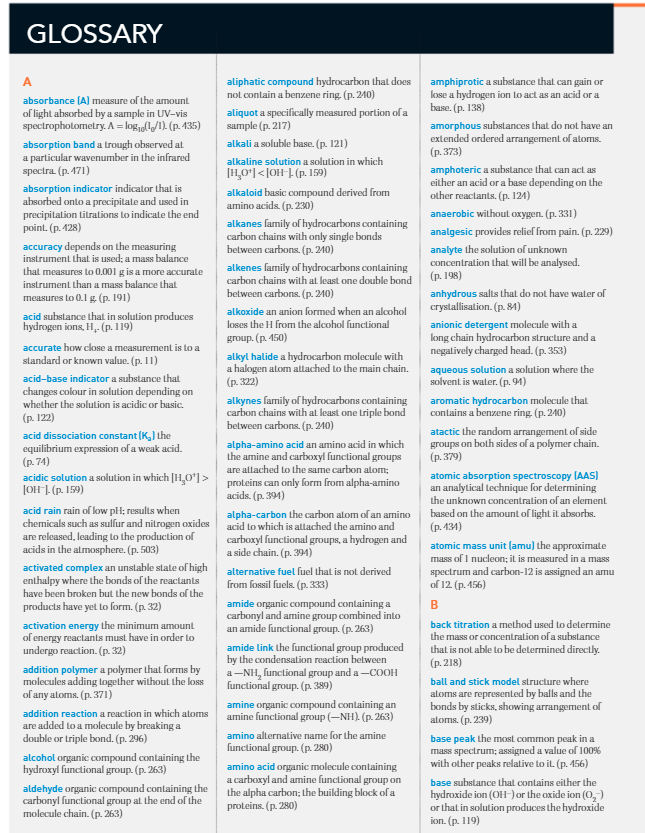 GLOSSARY
A
absorbance (A) measure of the amount
of light absorbed by a sample in UV–vis
spectrophotometry. A = log₁₀(I₀/I). (p. 435)
absorption band a trough observed at
a particular wavenumber in the infrared
spectra. (p. 471)
absorption indicator indicator that is
absorbed onto a precipitate and used in
precipitation titrations to indicate the end
point. (p. 428)
accuracy depends on the measuring
instrument that is used; a mass balance
that measures to 0.001 g is a more accurate
instrument than a mass balance that
measures to 0.1 g. (p. 191)
acid substance that in solution produces
hydrogen ions, H₊. (p. 119)
accurate how close a measurement is to a
standard or known value. (p. 11)
acid–base indicator a substance that
changes colour in solution depending on
whether the solution is acidic or basic.
(p. 122)
acid dissociation constant (Kₐ) the
equilibrium expression of a weak acid.
(p. 74)
acidic solution a solution in which [H₃O⁺] >
[OH⁻]. (p. 159)
acid rain rain of low pH; results when
chemicals such as sulfur and nitrogen oxides
are released, leading to the production of
acids in the atmosphere. (p. 503)
activated complex an unstable state of high
enthalpy where the bonds of the reactants
have been broken but the new bonds of the
products have yet to form. (p. 32)
activation energy the minimum amount
of energy reactants must have in order to
undergo reaction. (p. 32)
addition polymer a polymer that forms by
molecules adding together without the loss
of any atoms. (p. 371)
addition reaction a reaction in which atoms
are added to a molecule by breaking a
double or triple bond. (p. 296)
alcohol organic compound containing the
hydroxyl functional group. (p. 263)
aldehyde organic compound containing the
carbonyl functional group at the end of the
molecule chain. (p. 263)
aliphatic compound hydrocarbon that does
not contain a benzene ring. (p. 240)
aliquot a specifically measured portion of a
sample (p. 217)
alkali a soluble base. (p. 121)
alkaline solution a solution in which
[H₃O⁺] < [OH⁻]. (p. 159)
alkaloid basic compound derived from
amino acids. (p. 230)
alkanes family of hydrocarbons containing
carbon chains with only single bonds
between carbons. (p. 240)
alkenes family of hydrocarbons containing
carbon chains with at least one double bond
between carbons. (p. 240)
alkoxide an anion formed when an alcohol
loses the H from the alcohol functional
group. (p. 450)
alkyl halide a hydrocarbon molecule with
a halogen atom attached to the main chain.
(p. 322)
alkynes family of hydrocarbons containing
carbon chains with at least one triple bond
between carbons. (p. 240)
alpha-amino acid an amino acid in which
the amine and carboxyl functional groups
are attached to the same carbon atom;
proteins can only form from alpha-amino
acids. (p. 394)
alpha-carbon the carbon atom of an amino
acid to which is attached the amino and
carboxyl functional groups, a hydrogen and
a side chain. (p. 394)
alternative fuel fuel that is not derived
from fossil fuels. (p. 333)
amide organic compound containing a
carbonyl and amine group combined into
an amide functional group. (p. 263)
amide link the functional group produced
by the condensation reaction between
a —NH₂ functional group and a —COOH
functional group. (p. 389)
amine organic compound containing an
amine functional group (—NH). (p. 263)
amino alternative name for the amine
functional group. (p. 280)
amino acid organic molecule containing
a carboxyl and amine functional group on
the alpha carbon; the building block of a
proteins. (p. 280)
amphiprotic a substance that can gain or
lose a hydrogen ion to act as an acid or a
base. (p. 138)
amorphous substances that do not have an
extended ordered arrangement of atoms.
(p. 373)
amphoteric a substance that can act as
either an acid or a base depending on the
other reactants. (p. 124)
anaerobic without oxygen. (p. 331)
analgesic provides relief from pain. (p. 229)
analyte the solution of unknown
concentration that will be analysed.
(p. 198)
anhydrous salts that do not have water of
crystallisation. (p. 84)
anionic detergent molecule with a
long chain hydrocarbon structure and a
negatively charged head. (p. 353)
aqueous solution a solution where the
solvent is water. (p. 94)
aromatic hydrocarbon molecule that
contains a benzene ring. (p. 240)
atactic the random arrangement of side
groups on both sides of a polymer chain.
(p. 379)
atomic absorption spectroscopy (AAS)
an analytical technique for determining
the unknown concentration of an element
based on the amount of light it absorbs.
(p. 434)
atomic mass unit (amu) the approximate
mass of 1 nucleon; it is measured in a mass
spectrum and carbon-12 is assigned an amu
of 12. (p. 456)
B
back titration a method used to determine
the mass or concentration of a substance
that is not able to be determined directly.
(p. 218)
ball and stick model structure where
atoms are represented by balls and the
bonds by sticks, showing arrangement of
atoms. (p. 239)
base peak the most common peak in a
mass spectrum; assigned a value of 100%
with other peaks relative to it. (p. 456)
base substance that contains either the
hydroxide ion (OH⁻) or the oxide ion (O₂⁻)
or that in solution produces the hydroxide
ion. (p. 119)